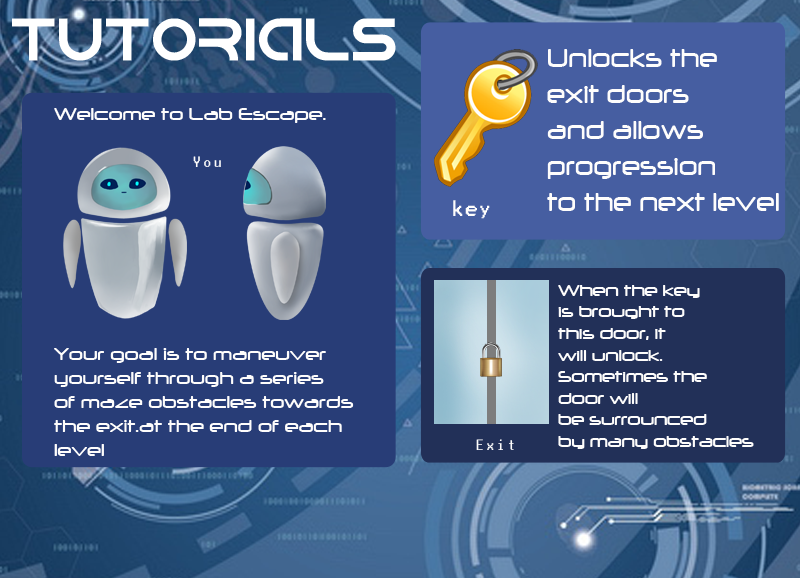 TUTORIALS
Welcome to Lab Escape.
You
Your goal is to maneuver
yourself through a series
of maze obstacles towards
the exit.at the end of each
level
Unlocks the
exit doors
and allows
progression
to the next level
key
When the key
is brought to
this door, it
will unlock.
Sometimes the
door will
be surrounced
by many obstacles
Exit